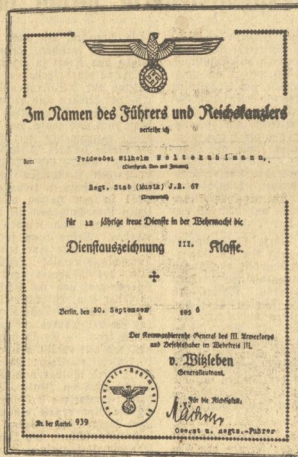 Im Namen des Führers und Reichskanzlers
verleihe ich
dem Feldwebel Wilhelm Weltekuhlmann,
(Dienstgrad, Vor- und Zuname)
Regt. Stab (Musik) J.R. 67
(Truppenteil)
für 12 jährige treue Dienste in der Wehrmacht die
Dienstauszeichnung III. Klasse.
Berlin, den 30. September 1936
Der Kommandierende General des III. Armeekorps
und Befehlshaber im Wehrkreis III.
v. Witzleben
Generalleutnant.
Für die Richtigkeit:
Nr. der Kartei: 939
Oberst u. Regts.-Führer